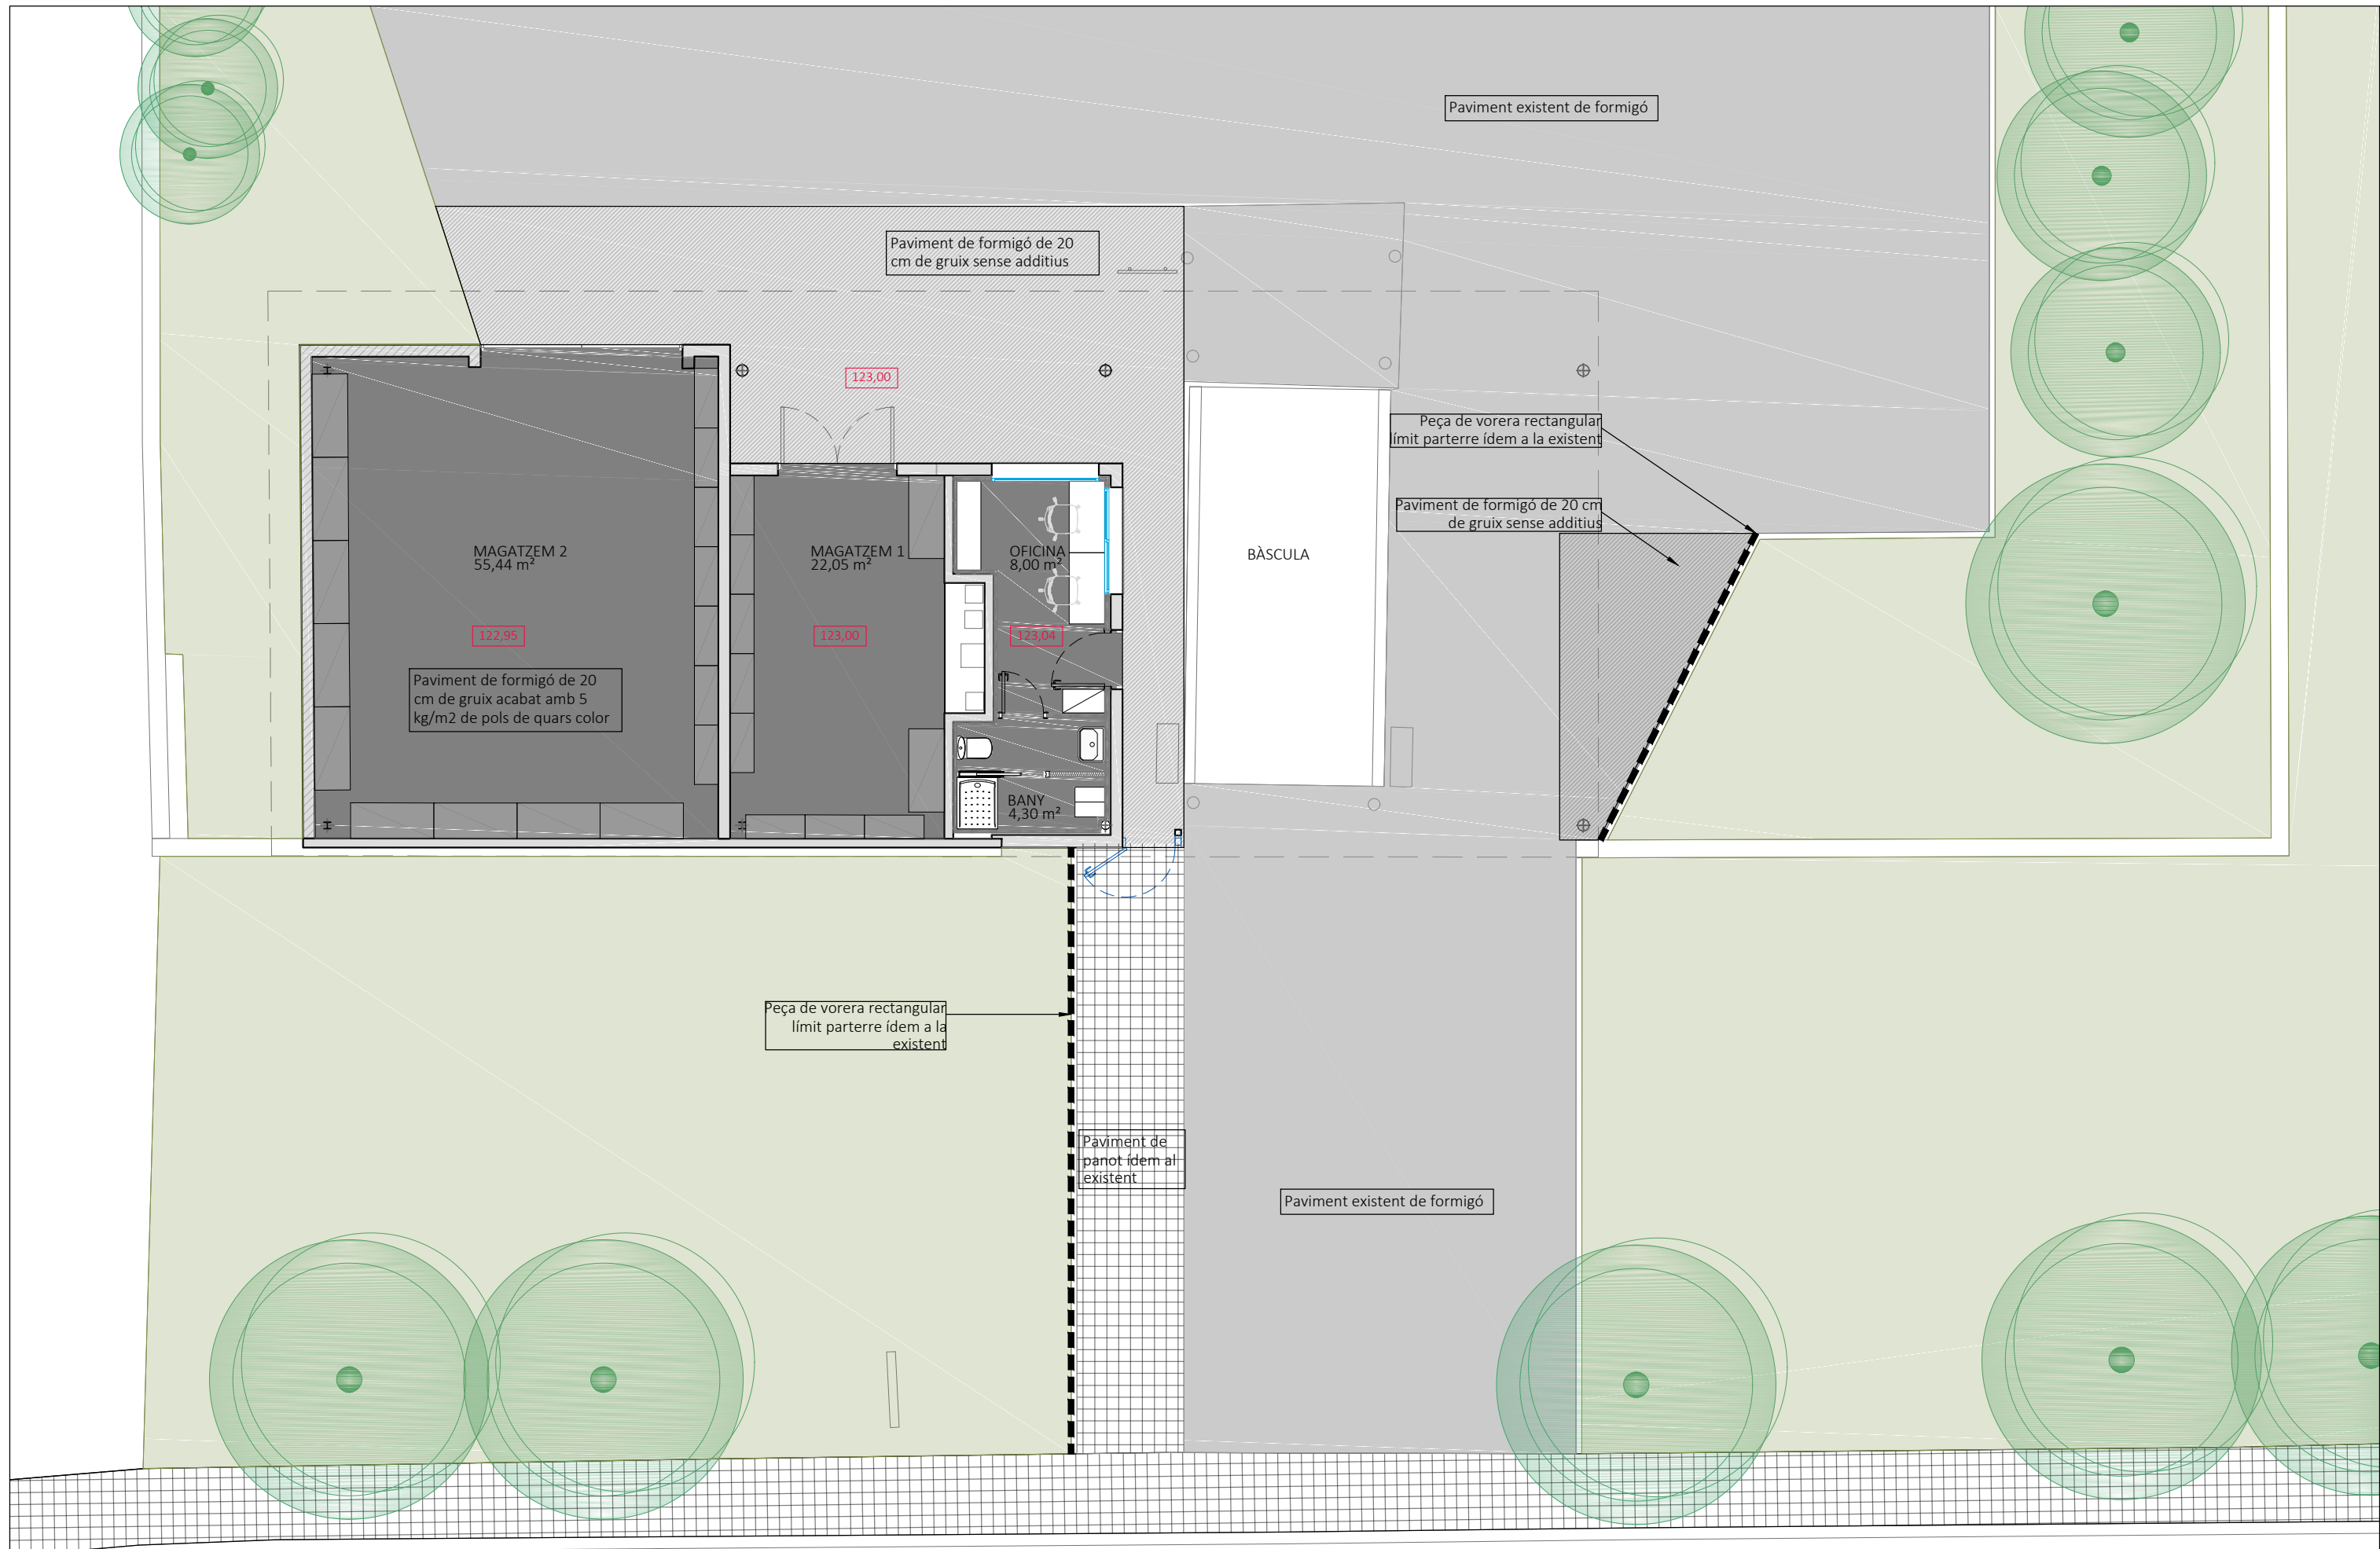 Paviment existent de formigó
Paviment de formigó de 20
cm de gruix sense additius
123,00
Peça de vorera rectangular
límit parterre ídem a la existent
Paviment de formigó de 20 cm
de gruix sense additius
MAGATZEM 2
55,44 m²
MAGATZEM 1
22,05 m²
OFICINA
8,00 m²
BÀSCULA
122,95
123,00
123,04
Paviment de formigó de 20
cm de gruix acabat amb 5
kg/m2 de pols de quars color
BANY
4,30 m²
Peça de vorera rectangular
límit parterre ídem a la
existent
Paviment de
panot ídem al
existent
Paviment existent de formigó